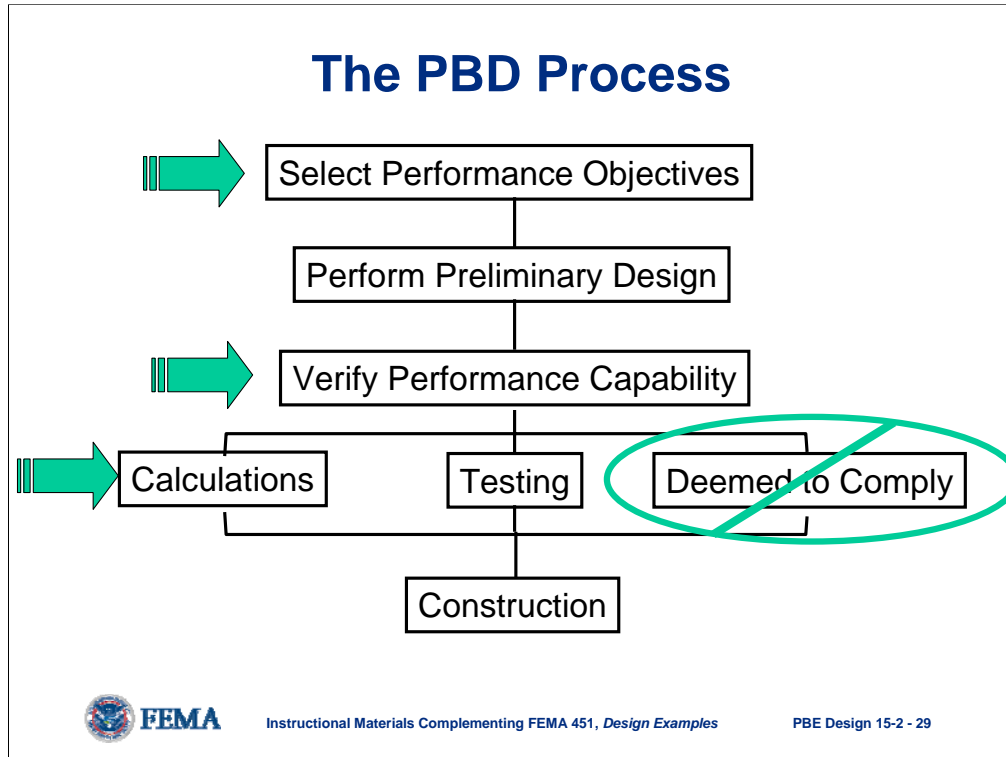 The PBD Process
Select Performance Objectives
Perform Preliminary Design
Verify Performance Capability
Calculations
Testing
Deemed to Comply
Construction
FEMA
Instructional Materials Complementing FEMA 451, Design Examples
PBE Design 15-2 - 29